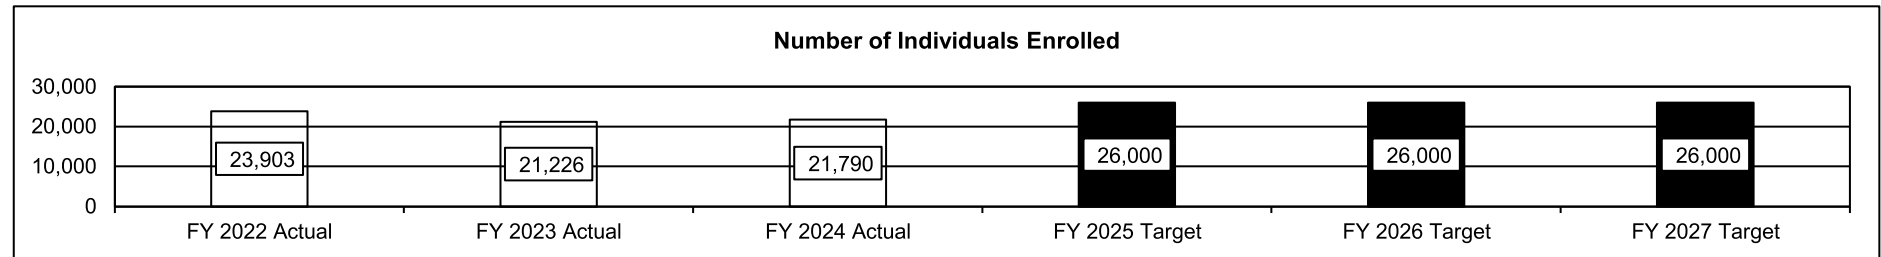 Number of Individuals Enrolled
30,000
20,000
10,000
0
23,903
21,226
21,790
26,000
26,000
26,000
FY 2022 Actual
FY 2023 Actual
FY 2024 Actual
FY 2025 Target
FY 2026 Target
FY 2027 Target